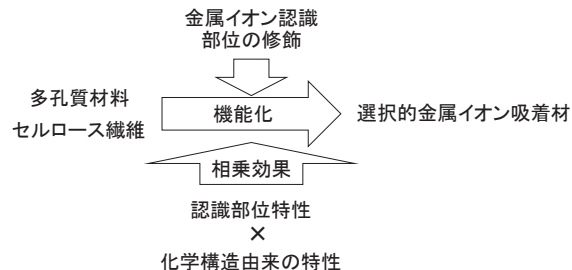 金属イオン認識
部位の修飾
多孔質材料
セルロース繊維
機能化
選択的金属イオン吸着材
相乗効果
認識部位特性
×
化学構造由来の特性